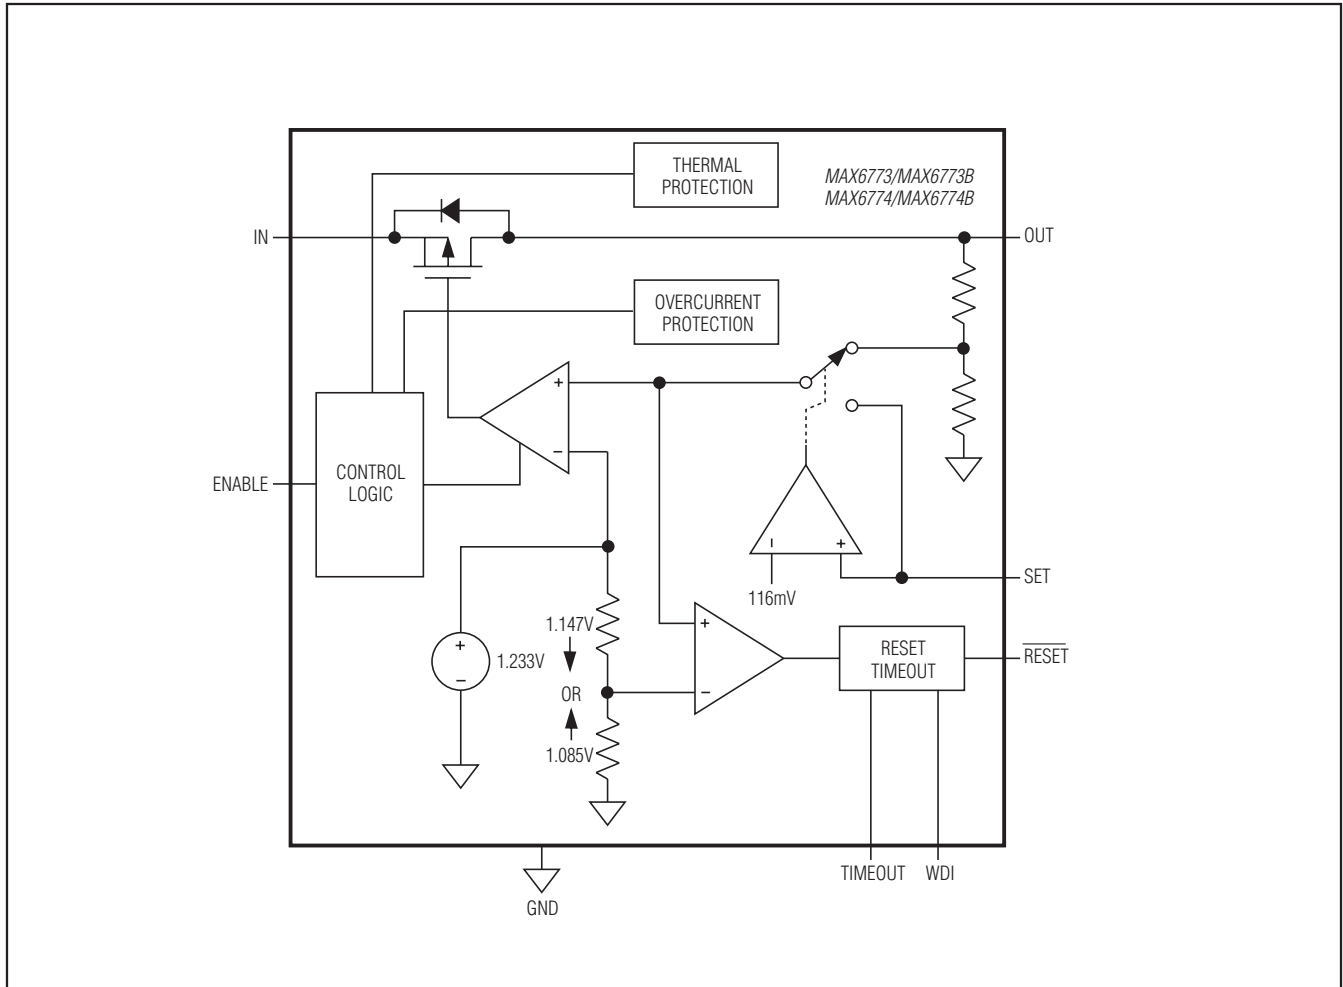 THERMAL
PROTECTION
MAX6773/MAX6773B
MAX6774/MAX6774B
IN
OUT
OVERCURRENT
PROTECTION
+
−
CONTROL
LOGIC
ENABLE
−
+
116mV
SET
1.147V
+
−
1.233V
OR
1.085V
+
−
RESET
TIMEOUT
RESET
TIMEOUT
WDI
GND